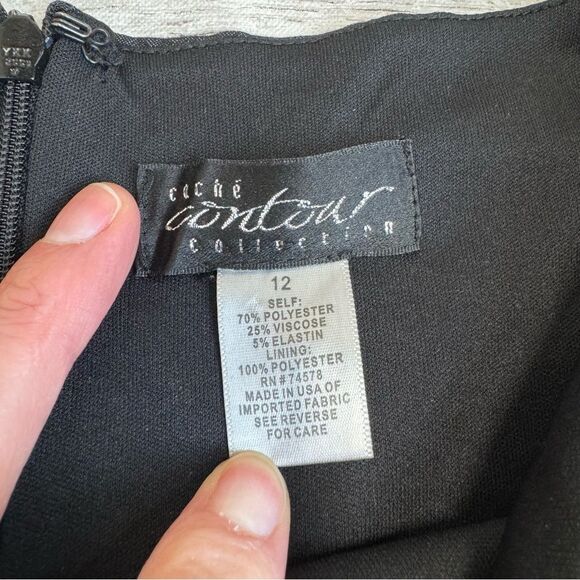 YKK
caché
contour
collection
12
SELF:
70% POLYESTER
25% VISCOSE
5% ELASTIN
LINING:
100% POLYESTER
RN#74578
MADE IN USA OF
IMPORTED FABRIC
SEE REVERSE
FOR CARE